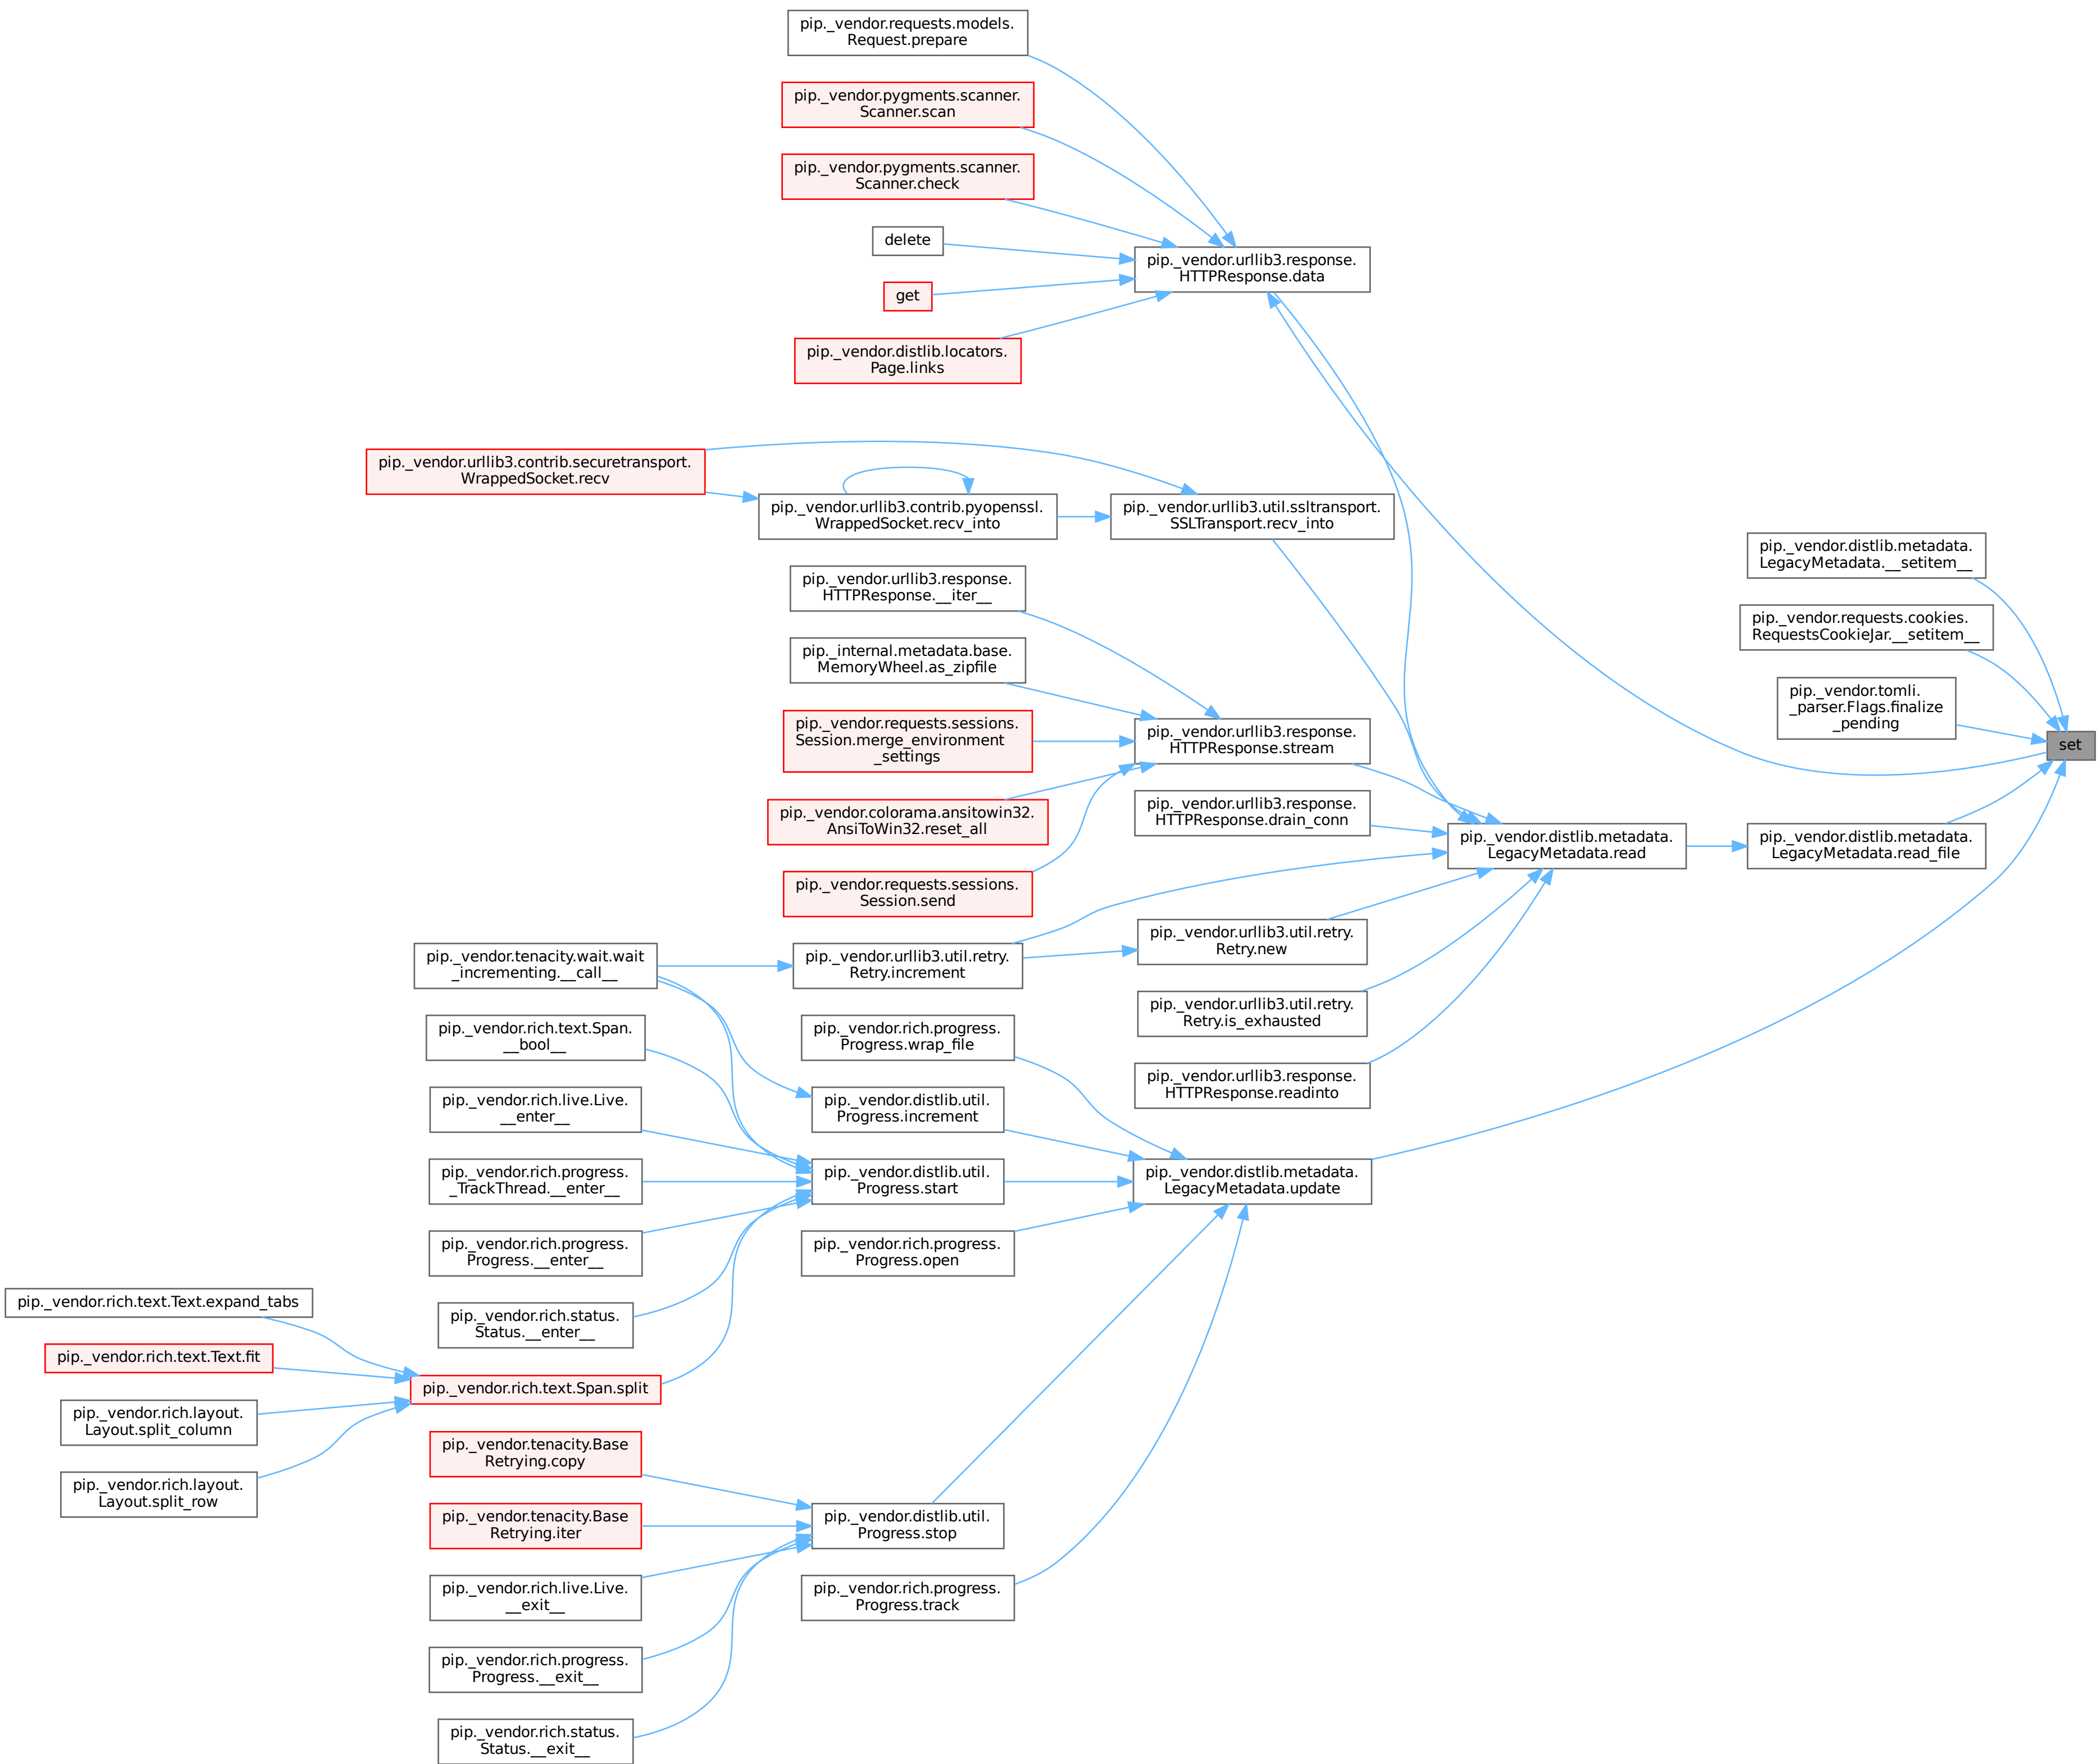 pip._vendor.requests.models.
Request.prepare
pip._vendor.pygments.scanner.
Scanner.scan
pip._vendor.pygments.scanner.
Scanner.check
delete
pip._vendor.urllib3.response.
HTTPResponse.data
get
pip._vendor.distlib.locators.
Page.links
pip._vendor.urllib3.contrib.securetransport.
WrappedSocket.recv
pip._vendor.urllib3.contrib.pyopenssl.
WrappedSocket.recv_into
pip._vendor.urllib3.util.ssltransport.
SSLTransport.recv_into
pip._vendor.distlib.metadata.
LegacyMetadata.__setitem__
pip._vendor.urllib3.response.
HTTPResponse.__iter__
pip._vendor.requests.cookies.
RequestsCookieJar.__setitem__
pip._internal.metadata.base.
MemoryWheel.as_zipfile
pip._vendor.tomli.
_parser.Flags.finalize
_pending
pip._vendor.requests.sessions.
Session.merge_environment
_settings
pip._vendor.urllib3.response.
HTTPResponse.stream
set
pip._vendor.colorama.ansitowin32.
AnsiToWin32.reset_all
pip._vendor.urllib3.response.
HTTPResponse.drain_conn
pip._vendor.distlib.metadata.
LegacyMetadata.read
pip._vendor.distlib.metadata.
LegacyMetadata.read_file
pip._vendor.requests.sessions.
Session.send
pip._vendor.urllib3.util.retry.
Retry.new
pip._vendor.tenacity.wait.wait
_incrementing.__call__
pip._vendor.urllib3.util.retry.
Retry.increment
pip._vendor.urllib3.util.retry.
Retry.is_exhausted
pip._vendor.rich.text.Span.
__bool__
pip._vendor.rich.progress.
Progress.wrap_file
pip._vendor.urllib3.response.
HTTPResponse.readinto
pip._vendor.rich.live.Live.
__enter__
pip._vendor.distlib.util.
Progress.increment
pip._vendor.rich.progress.
_TrackThread.__enter__
pip._vendor.distlib.util.
Progress.start
pip._vendor.distlib.metadata.
LegacyMetadata.update
pip._vendor.rich.progress.
Progress.__enter__
pip._vendor.rich.progress.
Progress.open
pip._vendor.rich.text.Text.expand_tabs
pip._vendor.rich.status.
Status.__enter__
pip._vendor.rich.text.Text.fit
pip._vendor.rich.text.Span.split
pip._vendor.rich.layout.
Layout.split_column
pip._vendor.tenacity.Base
Retrying.copy
pip._vendor.rich.layout.
Layout.split_row
pip._vendor.tenacity.Base
Retrying.iter
pip._vendor.distlib.util.
Progress.stop
pip._vendor.rich.live.Live.
__exit__
pip._vendor.rich.progress.
Progress.track
pip._vendor.rich.progress.
Progress.__exit__
pip._vendor.rich.status.
Status.__exit__